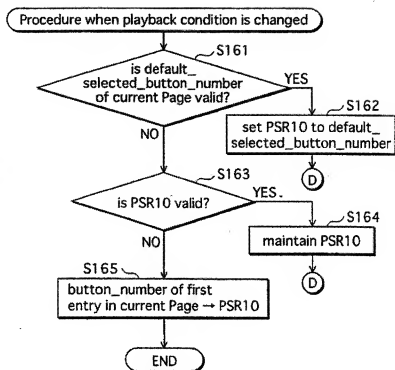 Procedure when playback condition is changed
S161
is default_
selected_button_number
of current Page valid?
YES
S162
set PSR10 to default_
selected_button_number
D
NO
S163
is PSR10 valid?
YES.
S164
maintain PSR10
D
NO
S165
button_number of first
entry in current Page → PSR10
END